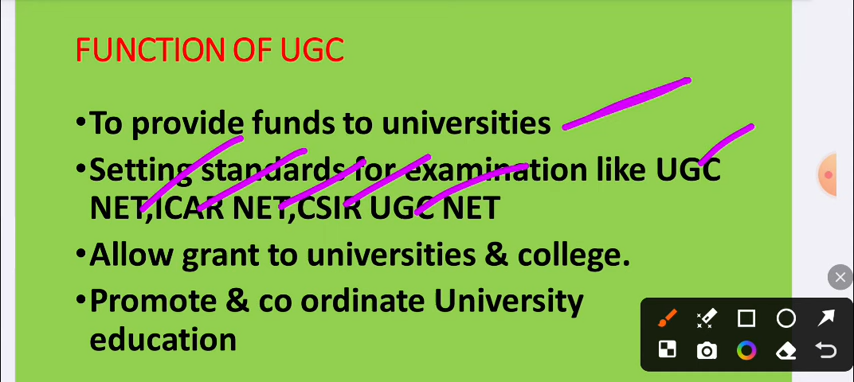 FUNCTION OF UGC
•To provide funds to universities
•Setting standards for examination like UGC
NET,ICAR NET,CSIR UGC NET
•Allow grant to universities & college.
•Promote & co ordinate University
education